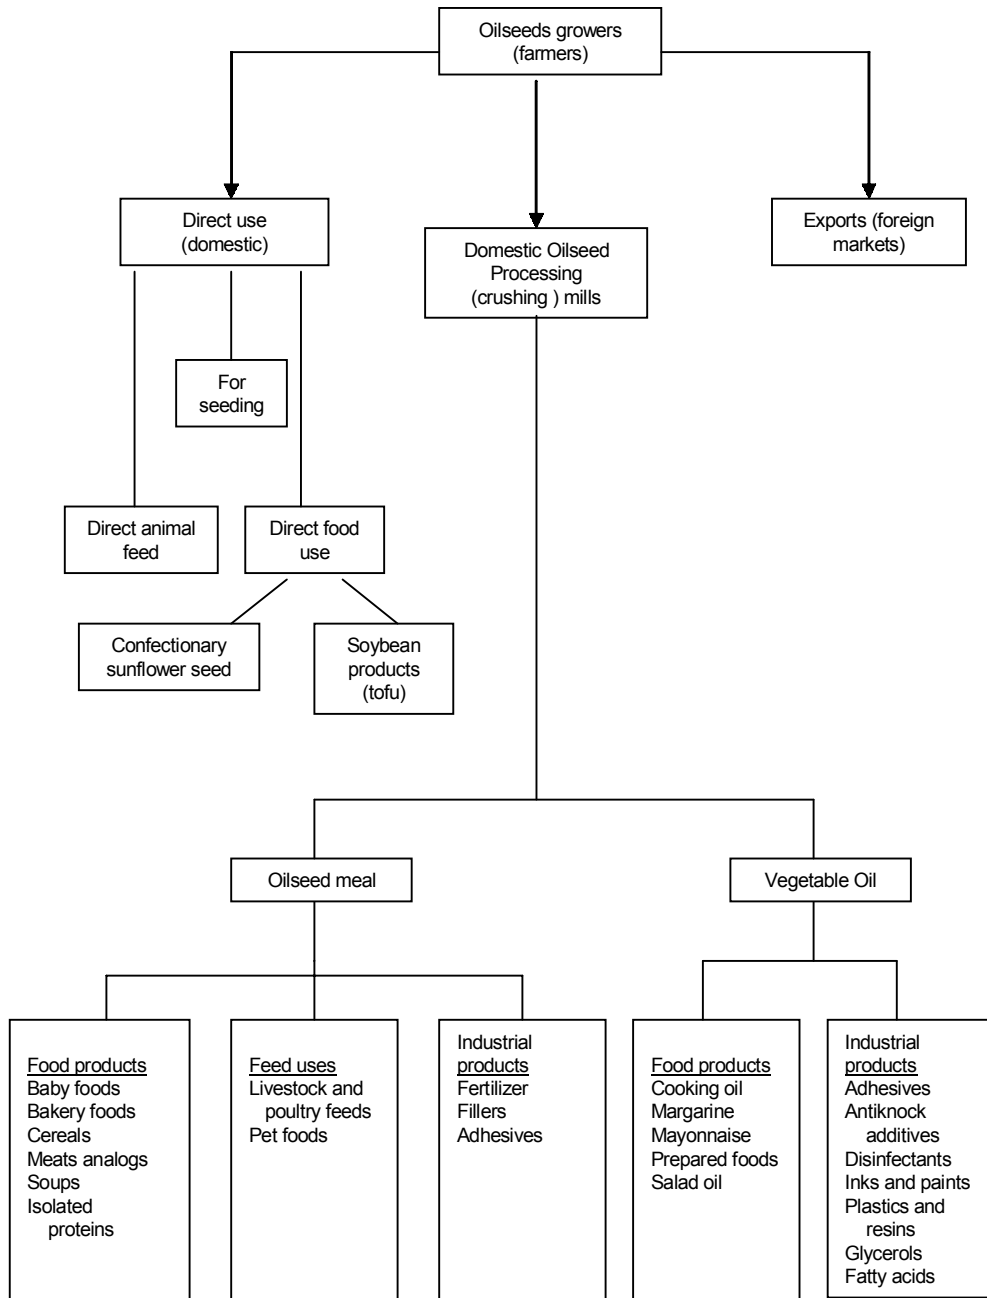 Oilseeds growers
(farmers)
Direct use
(domestic)
Exports (foreign
markets)
Domestic Oilseed
Processing
(crushing ) mills
For
seeding
Direct animal
feed
Direct food
use
Confectionary
sunflower seed
Soybean
products
(tofu)
Oilseed meal
Vegetable Oil
Food products
Baby foods
Bakery foods
Cereals
Meats analogs
Soups
Isolated
proteins
Feed uses
Livestock and
poultry feeds
Pet foods
Industrial
products
Fertilizer
Fillers
Adhesives
Food products
Cooking oil
Margarine
Mayonnaise
Prepared foods
Salad oil
Industrial
products
Adhesives
Antiknock
additives
Disinfectants
Inks and paints
Plastics and
resins
Glycerols
Fatty acids